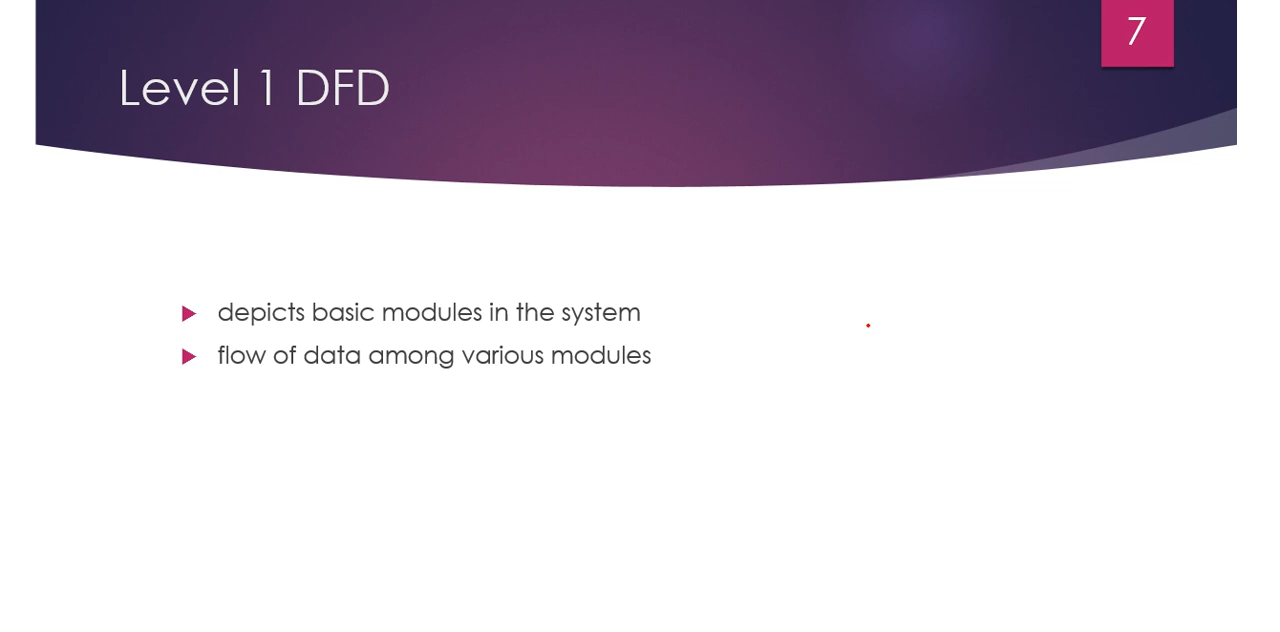 7
Level 1 DFD
depicts basic modules in the system
flow of data among various modules